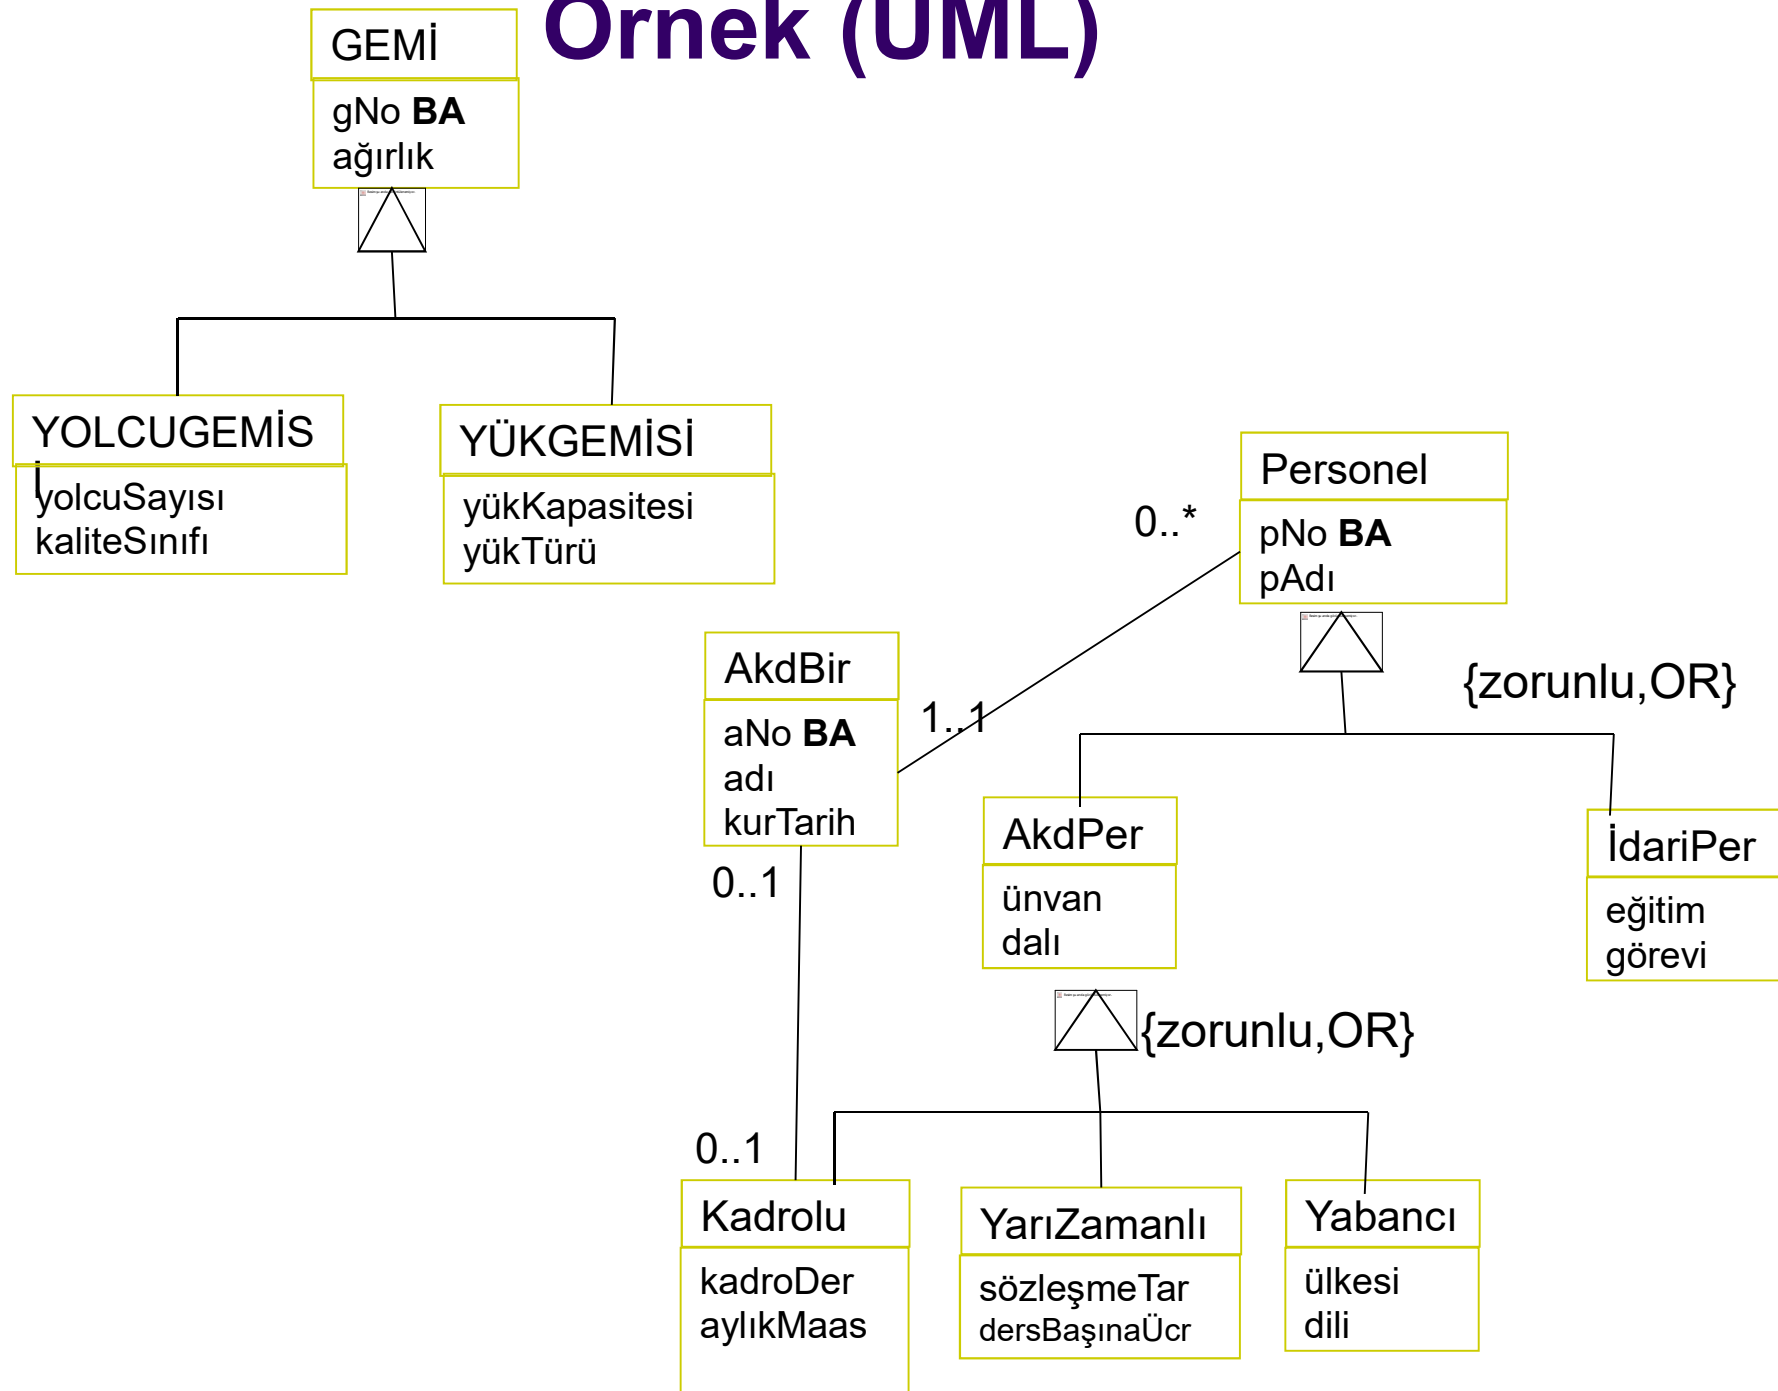 Örnek (UML)
GEMİ
gNo BA
ağırlık
YOLCUGEMİS
İ
yolcuSayısı
kaliteSınıfı
YÜKGEMİSİ
yükKapasitesi
yükTürü
Personel
pNo BA
pAdı
0..*
1..1
AkdBir
aNo BA
adı
kurTarih
{zorunlu,OR}
AkdPer
ünvan
dalı
İdariPer
eğitim
görevi
0..1
{zorunlu,OR}
0..1
Kadrolu
kadroDer
aylıkMaas
YarıZamanlı
sözleşmeTar
dersBaşınaÜcr
Yabancı
ülkesi
dili